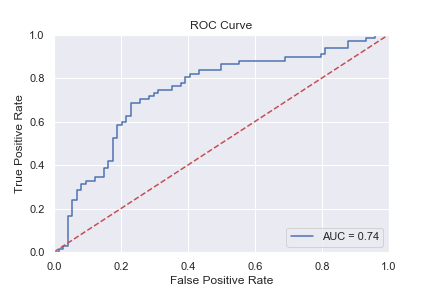 ROC Curve
1.0
0.8
0.6
0.4
0.2
0.0
True Positive Rate
AUC = 0.74
0.0 0.2 0.4 0.6 0.8 1.0
False Positive Rate